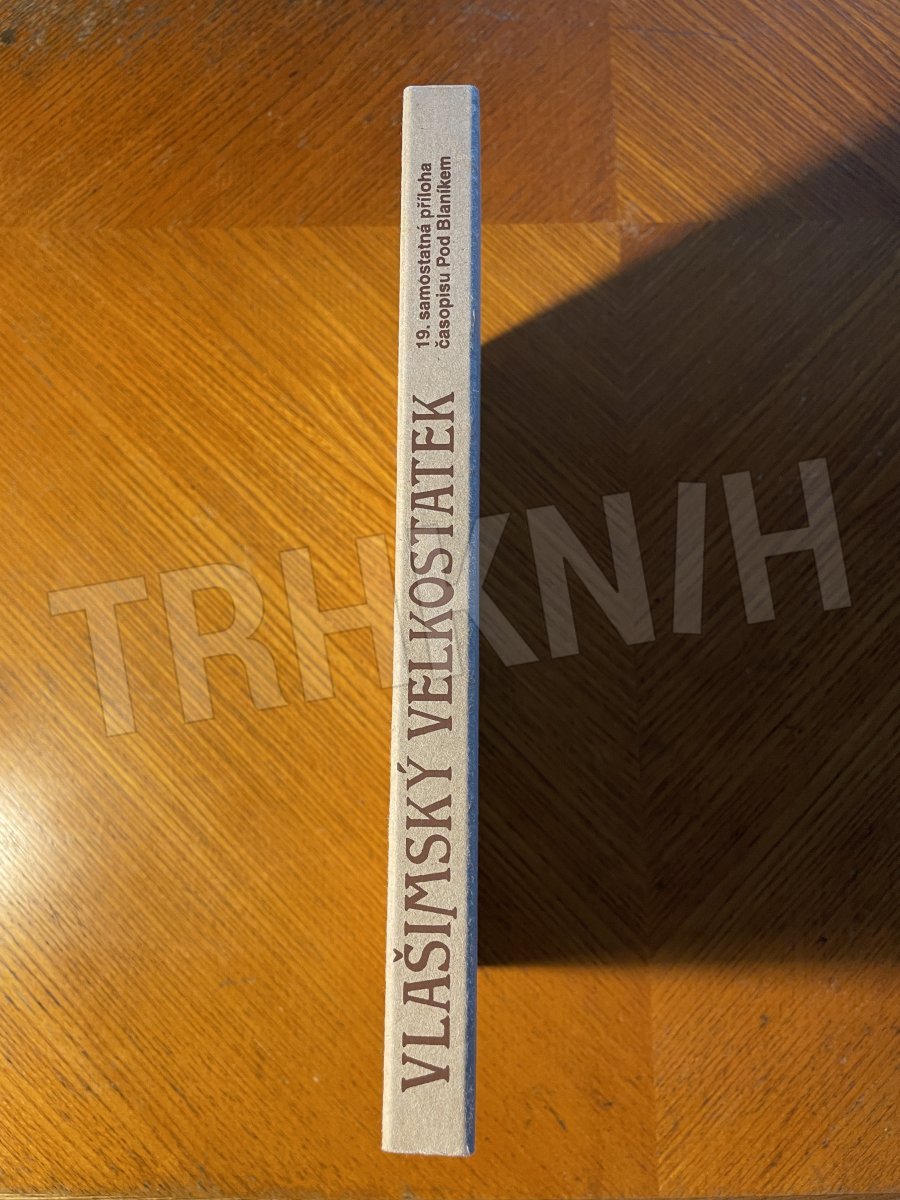 VLAŠIMSKÝ VELKOSTATEK
19. samostatná příloha
časopisu Pod Blaníkem
TRHKNIH